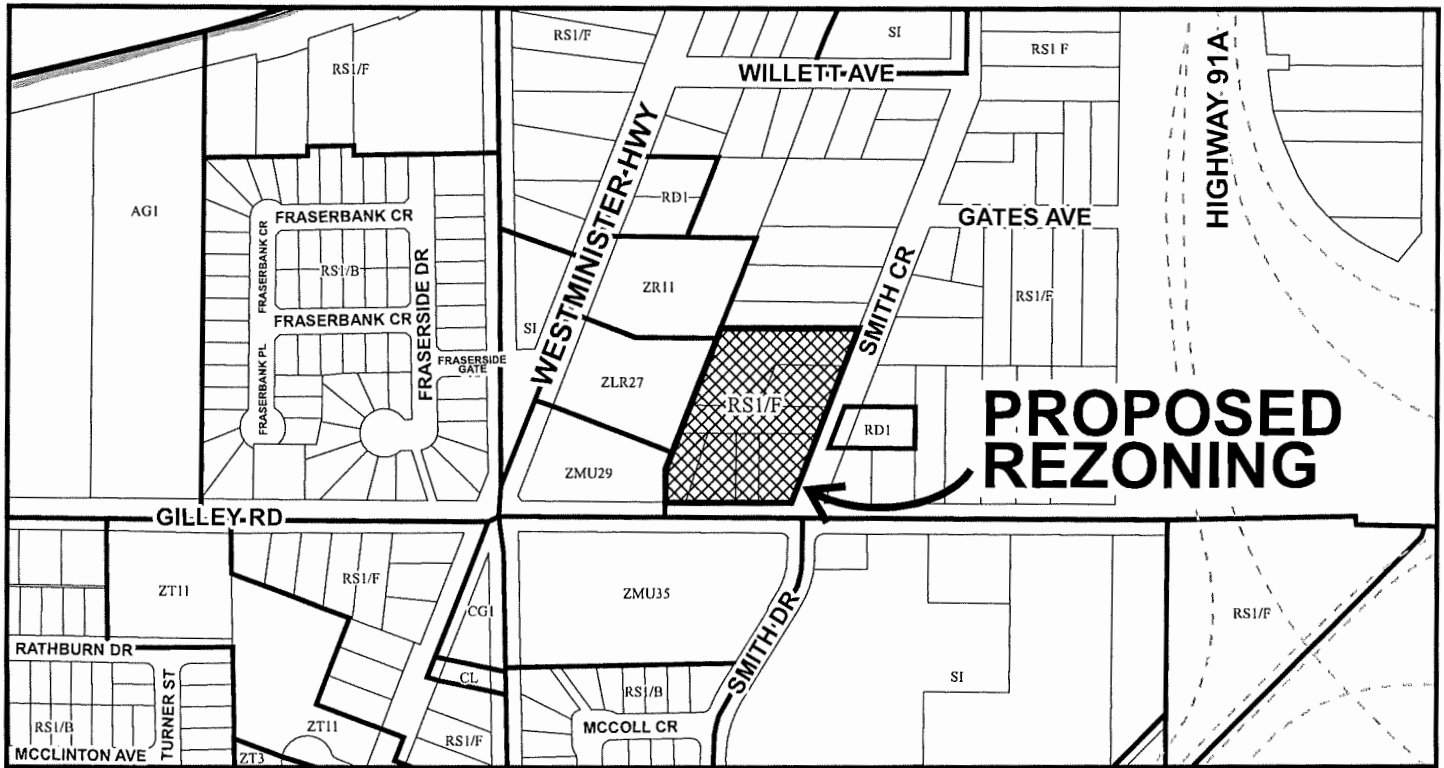 RS1/F
SI
RS1 F
RS1/F
WILLETT AVE
HIGHWAY 91A
WESTMINISTER HWY
AG1
RD1
FRASERBANK CR
FRASERBANK CR
FRASERSIDE DR
GATES AVE
RS1/B
ZR11
SMITH CR
RS1/F
FRASERBANK CR
SI
FRASERSIDE
GATE
FRASERBANK PL
ZLR27
RS1/F
PROPOSED
REZONING
RD1
ZMU29
GILLEY RD
ZT11
RS1/F
CG1
ZMU35
SMITH DR
RS1/F
RATHBURN DR
TURNER ST
CL
RS1/B
SI
RS1/B
ZT11
RS1/F
MCCOLL CR
MCCLINTON AVE
ZT3